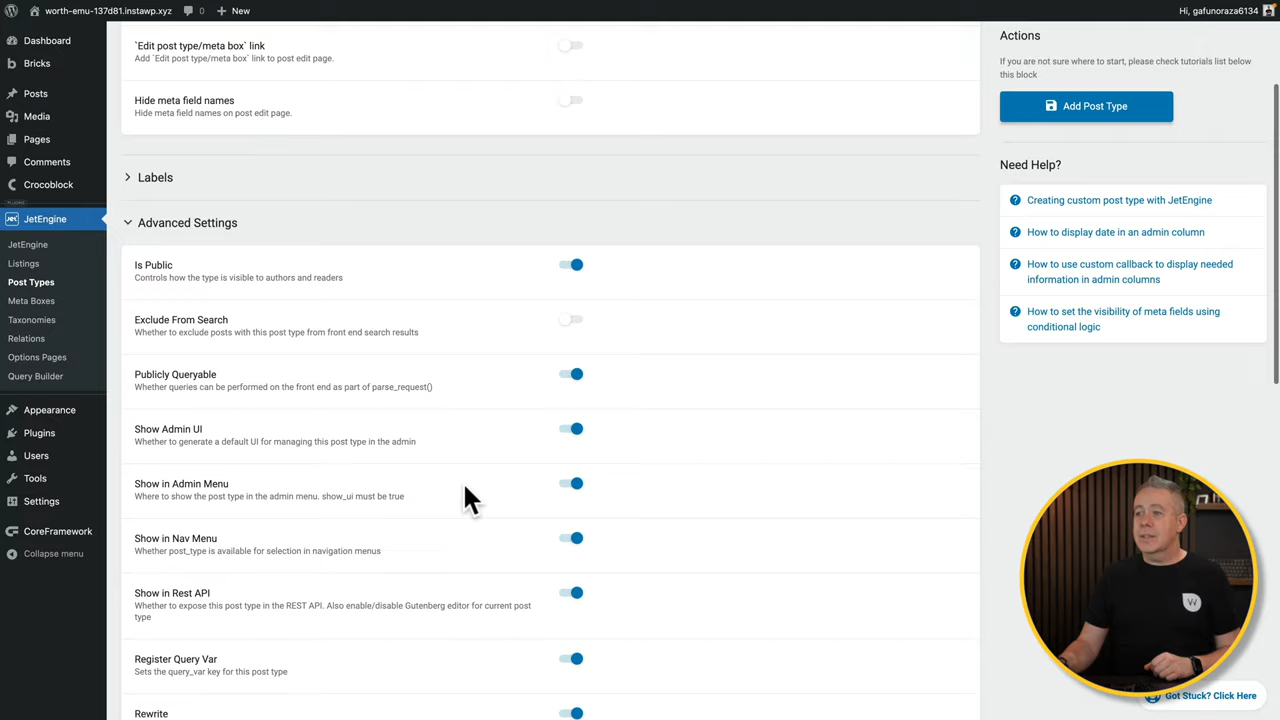 worth-emu-137d81.instawp.xyz
0
New
Hi, gafunoraza6134
Dashboard
Bricks
Posts
Media
Pages
Comments
Crocoblock
JetEngine
JetEngine
Listings
Post Types
Meta Boxes
Taxonomies
Relations
Options Pages
Query Builder
Appearance
Plugins
Users
Tools
Settings
CoreFramework
Collapse menu
`Edit post type/meta box` link
Add `Edit post type/meta box` link to post edit page.
Hide meta field names
Hide meta field names on post edit page.
Labels
Advanced Settings
Is Public
Controls how the type is visible to authors and readers
Exclude From Search
Whether to exclude posts with this post type from front end search results
Publicly Queryable
Whether queries can be performed on the front end as part of parse_request()
Show Admin UI
Whether to generate a default UI for managing this post type in the admin
Show in Admin Menu
Where to show the post type in the admin menu. show_ui must be true
Show in Nav Menu
Whether post_type is available for selection in navigation menus
Show in Rest API
Whether to expose this post type in the REST API. Also enable/disable Gutenberg editor for current post
type
Register Query Var
Sets the query_var key for this post type
Rewrite
Actions
If you are not sure where to start, please check tutorials list below
this block
Add Post Type
Need Help?
Creating custom post type with JetEngine
How to display date in an admin column
How to use custom callback to display needed
information in admin columns
How to set the visibility of meta fields using
conditional logic
W
Got Stuck? Click Here